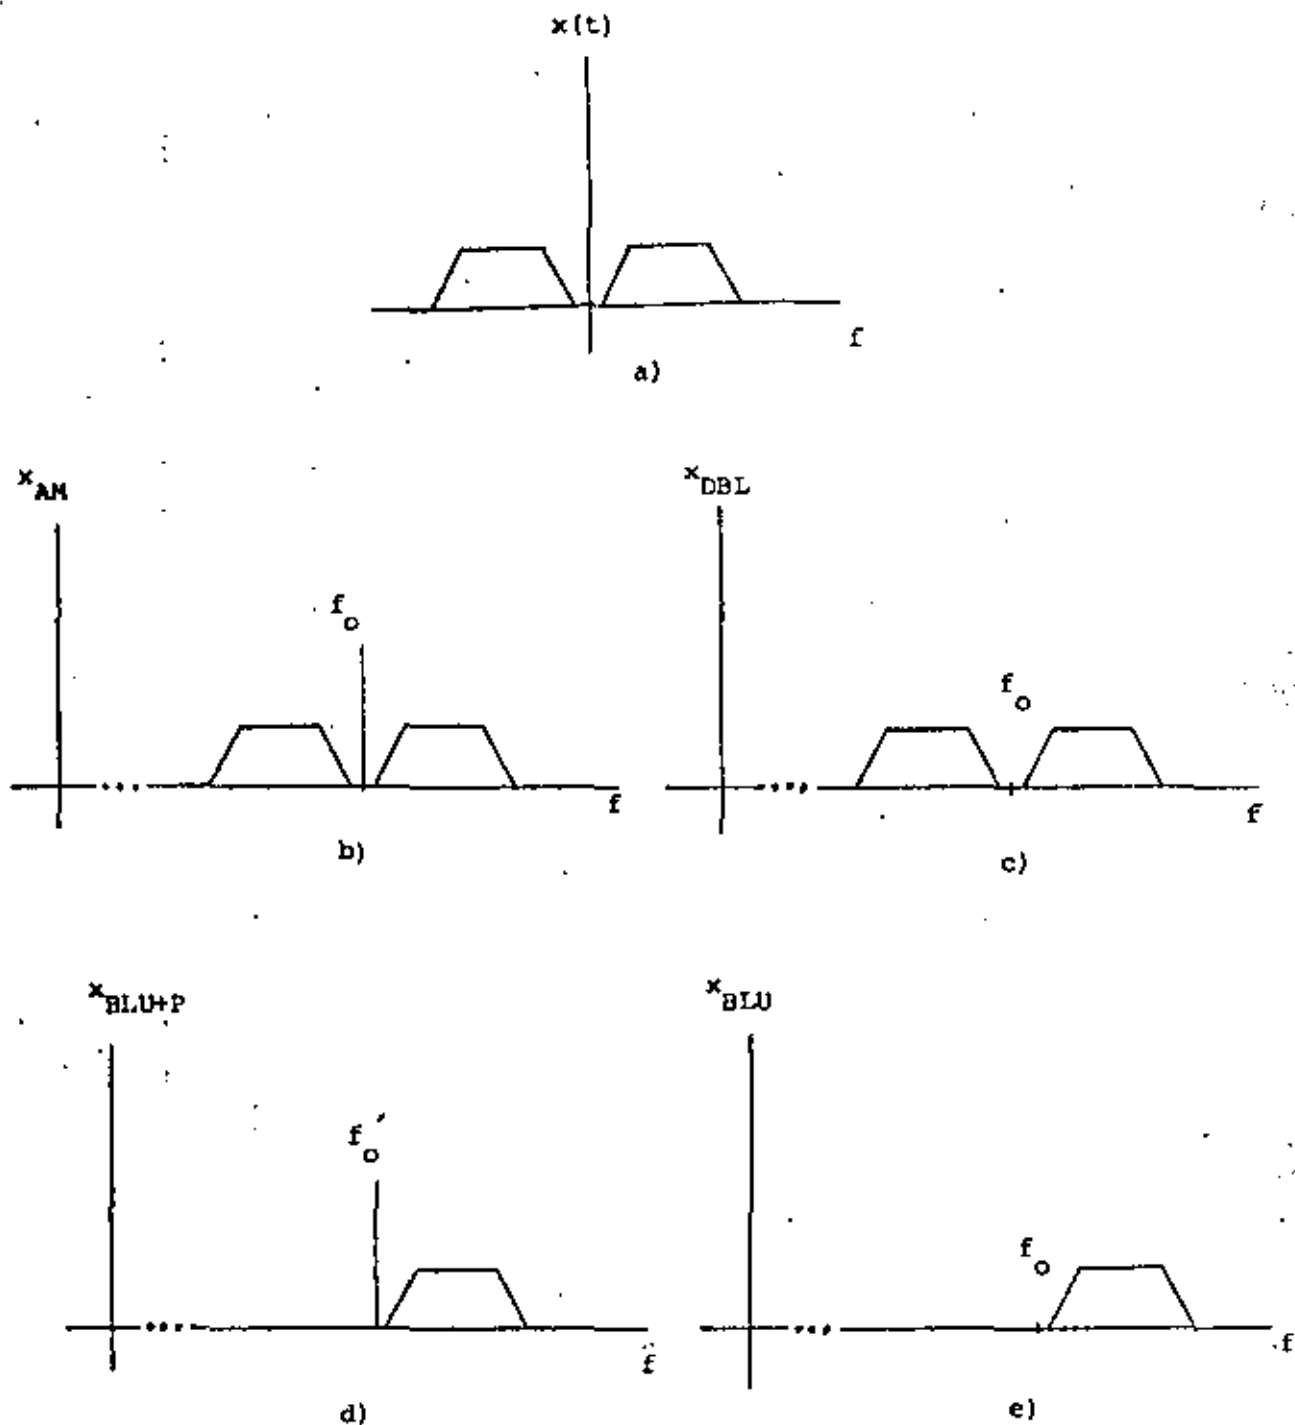 x(t)
f
a)
x_AM
f_o
f
b)
x_DBL
f_o
f
c)
x_BLU+P
f_o′
f
d)
x_BLU
f_o
f
e)